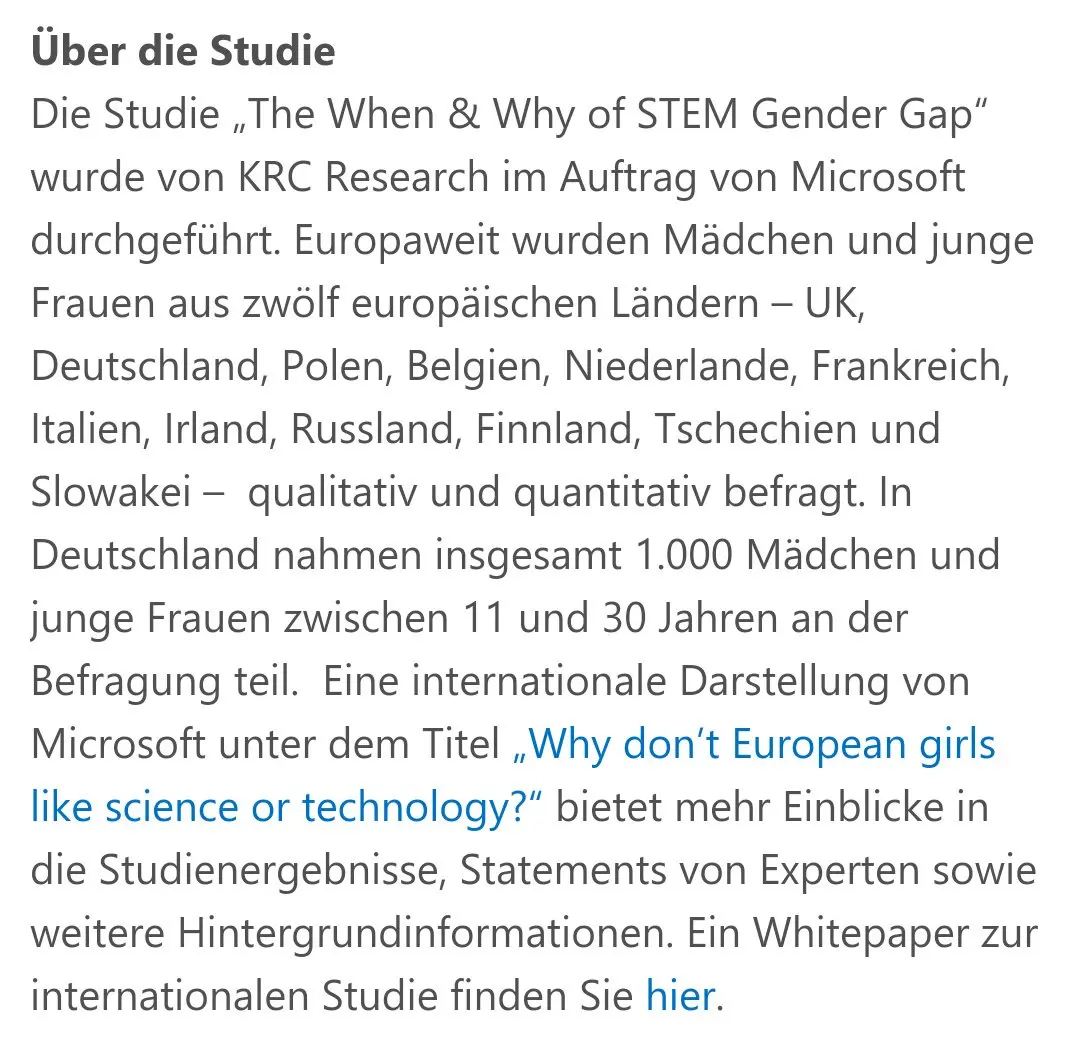 Über die Studie
Die Studie „The When & Why of STEM Gender Gap“
wurde von KRC Research im Auftrag von Microsoft
durchgeführt. Europaweit wurden Mädchen und junge
Frauen aus zwölf europäischen Ländern – UK,
Deutschland, Polen, Belgien, Niederlande, Frankreich,
Italien, Irland, Russland, Finnland, Tschechien und
Slowakei –  qualitativ und quantitativ befragt. In
Deutschland nahmen insgesamt 1.000 Mädchen und
junge Frauen zwischen 11 und 30 Jahren an der
Befragung teil.  Eine internationale Darstellung von
Microsoft unter dem Titel „Why don’t European girls
like science or technology?“ bietet mehr Einblicke in
die Studienergebnisse, Statements von Experten sowie
weitere Hintergrundinformationen. Ein Whitepaper zur
internationalen Studie finden Sie hier.